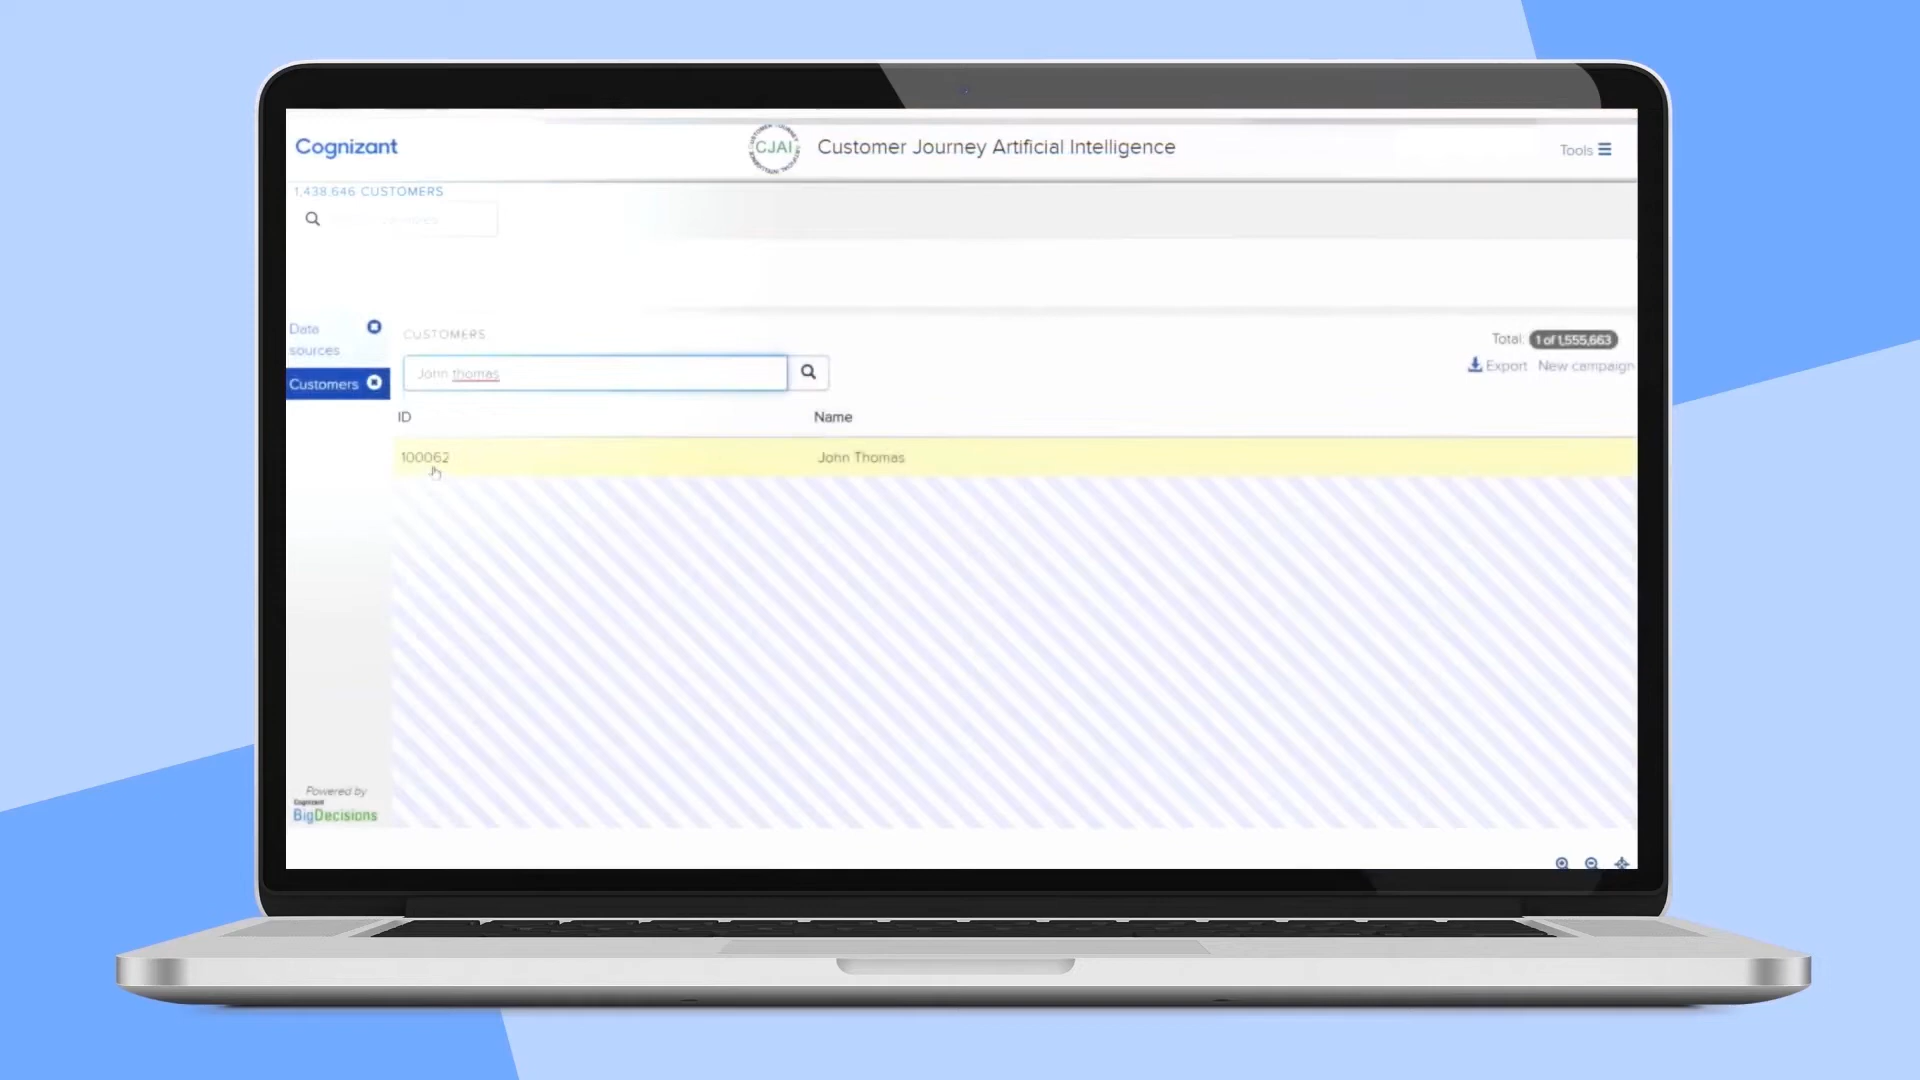 Cognizant
CJAI
Customer Journey Artificial Intelligence
Tools
1,438,646 CUSTOMERS
Data
sources
Customers
CUSTOMERS
John thomas
Total: 1 of 1,555,663
Export New campaign
ID Name
100062 John Thomas
Powered by
Cognizant
BigDecisions